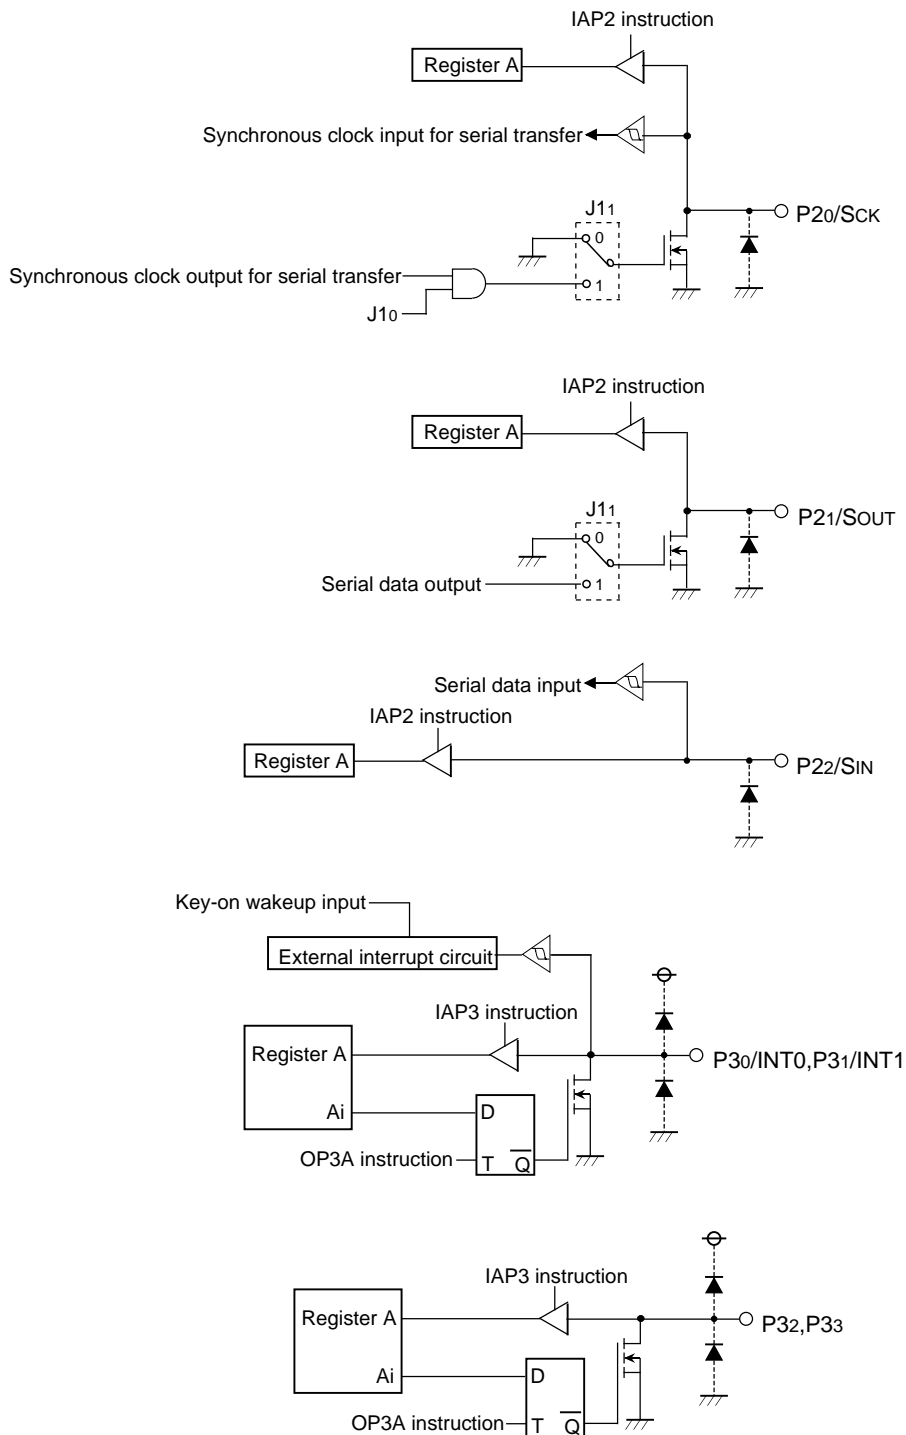 IAP2 instruction
Register A
Synchronous clock input for serial transfer
P20/SCK
J11
0
Synchronous clock output for serial transfer
1
J10
IAP2 instruction
Register A
J11
P21/SOUT
0
Serial data output
1
Serial data input
IAP2 instruction
Register A
P22/SIN
Key-on wakeup input
External interrupt circuit
IAP3 instruction
Register A
P30/INT0,P31/INT1
Ai
D
OP3A instruction
T Q
IAP3 instruction
Register A
P32,P33
Ai
D
OP3A instruction
T Q